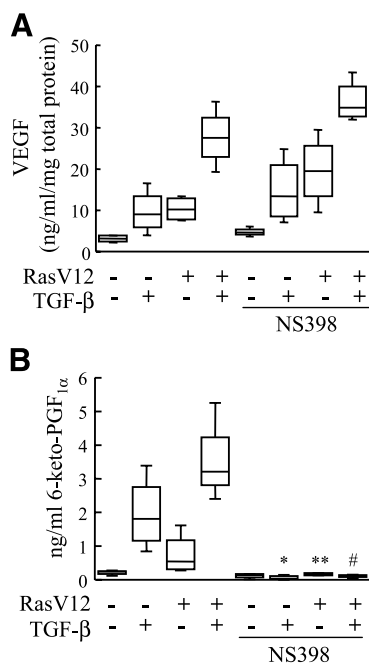 A
VEGF
(ng/ml/mg total protein)
50
40
30
20
10
0
RasV12 - - + + - - + +
TGF-β - + - + - + - +
NS398
B
ng/ml 6-keto-PGF1α
6
5
4
3
2
1
0
* ** #
RasV12 - - + + - - + +
TGF-β - + - + - + - +
NS398